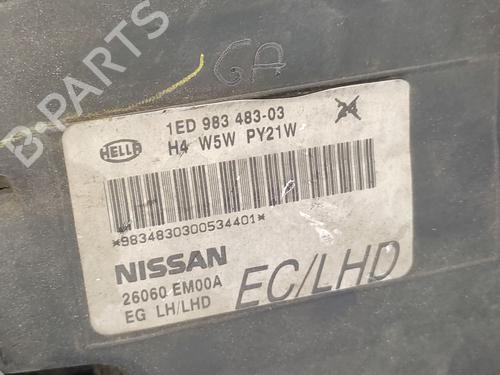 B-PARTS
GA
1ED 983 483-03
HELLA
H4 W5W PY21W
*9834830300534401*
NISSAN
26060 EM00A
EG LH/LHD
EC/LHD